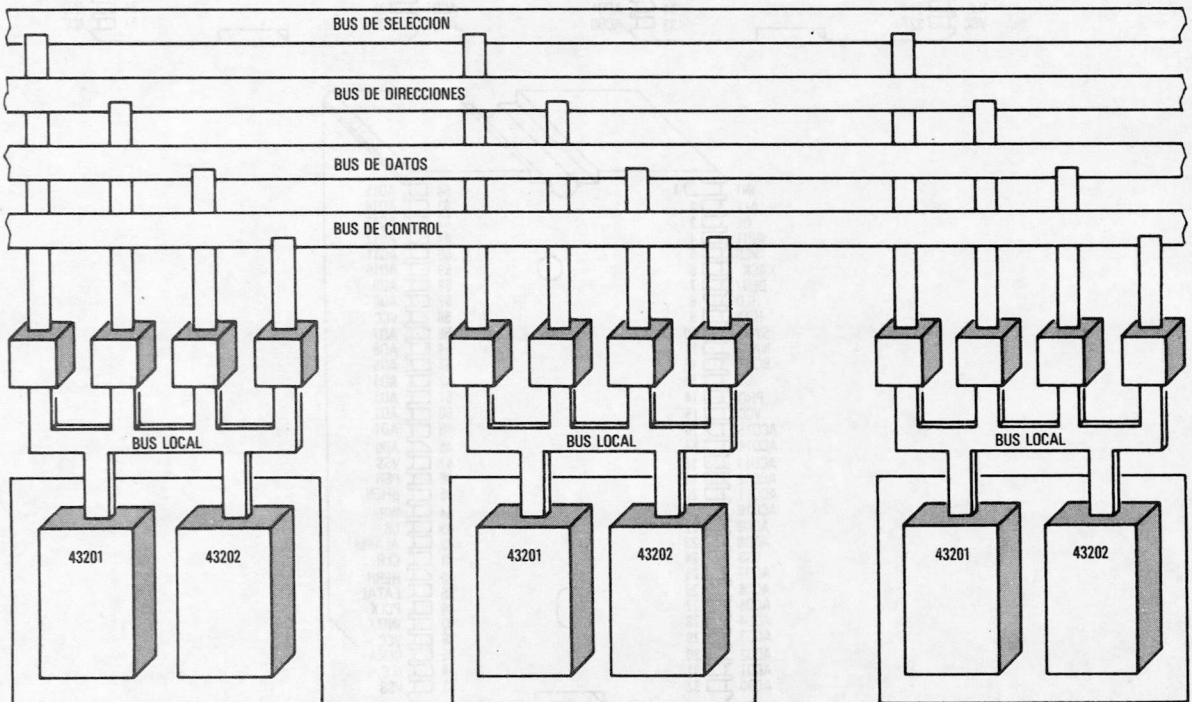 BUS DE SELECCION
BUS DE DIRECCIONES
BUS DE DATOS
BUS DE CONTROL
BUS LOCAL
BUS LOCAL
BUS LOCAL
43201
43202
43201
43202
43201
43202